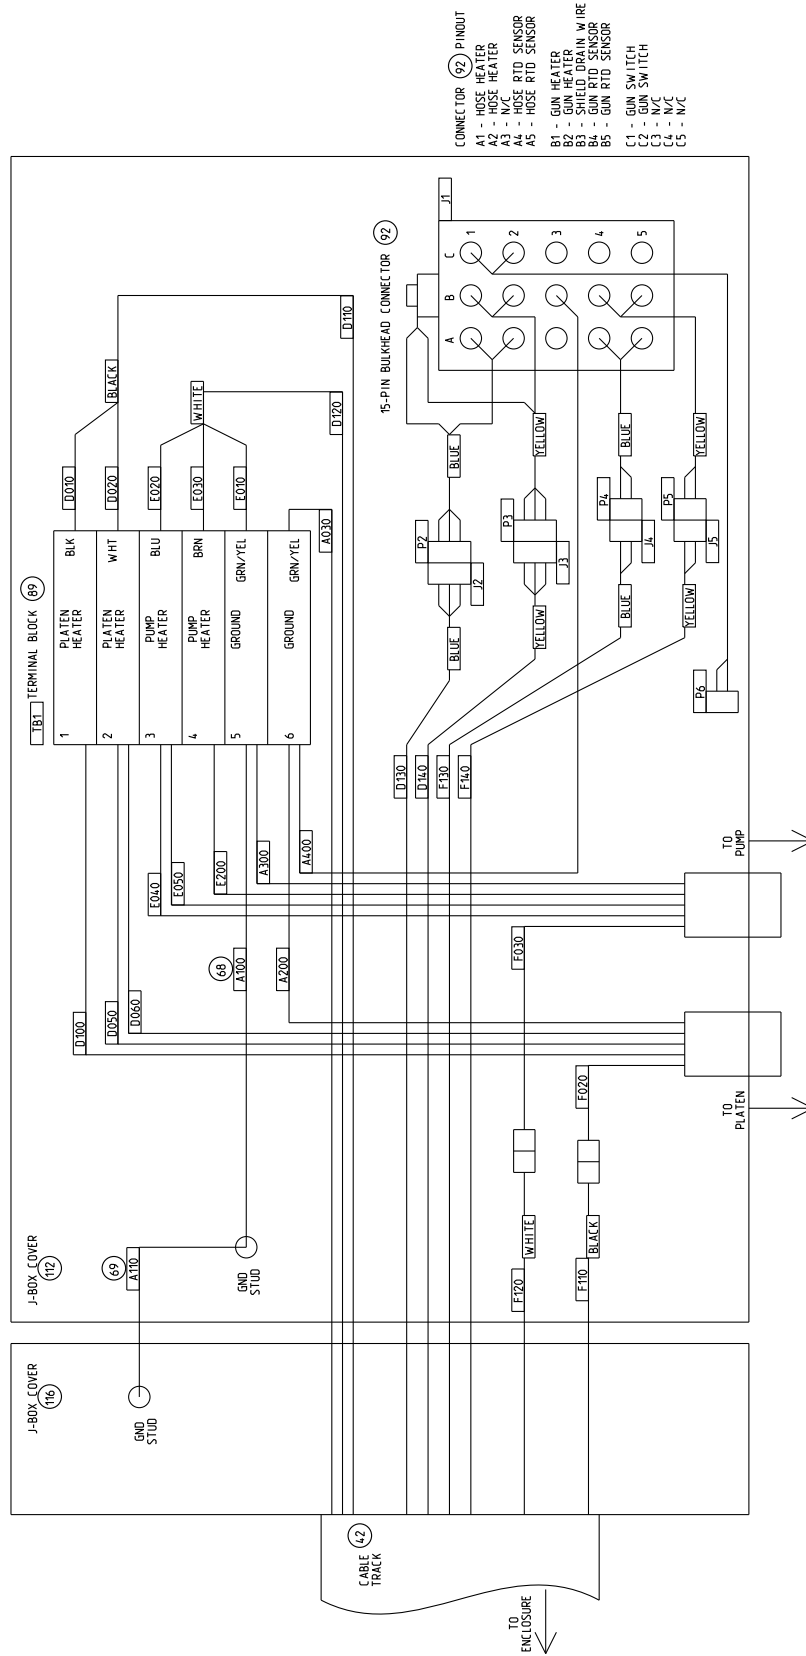 CONNECTOR 92 PINOUT
A1 - HOSE HEATER
A2 - HOSE HEATER
A3 - N/C
A4 - HOSE RTD SENSOR
A5 - HOSE RTD SENSOR
B1 - GUN HEATER
B2 - GUN HEATER
B3 - SHIELD DRAIN WIRE
B4 - GUN RTD SENSOR
B5 - GUN RTD SENSOR
C1 - GUN SWITCH
C2 - GUN SWITCH
C3 - N/C
C4 - N/C
C5 - N/C
J-BOX COVER
116
GND
STUD
J-BOX COVER
112
69
A110
GND
STUD
68
A100
A200
D100
D050
D060
E040
E050
E200
A300
A400
TB1
TERMINAL BLOCK 89
1
PLATEN
HEATER
BLK
2
PLATEN
HEATER
WHT
3
PUMP
HEATER
BLU
4
PUMP
HEATER
BRN
5
GROUND
GRN/YEL
6
GROUND
GRN/YEL
D010
D020
E020
E030
E010
A030
BLACK
WHITE
D110
D120
15-PIN BULKHEAD CONNECTOR 92
J1
A
B
C
1
2
3
4
5
D130
D140
F130
F140
BLUE
YELLOW
BLUE
YELLOW
P2
J2
P3
J3
P4
J4
P5
J5
BLUE
YELLOW
BLUE
YELLOW
P6
F030
F020
WHITE
BLACK
F120
F110
TO
PUMP
TO
PLATEN
CABLE
TRACK
42
TO
ENCLOSURE